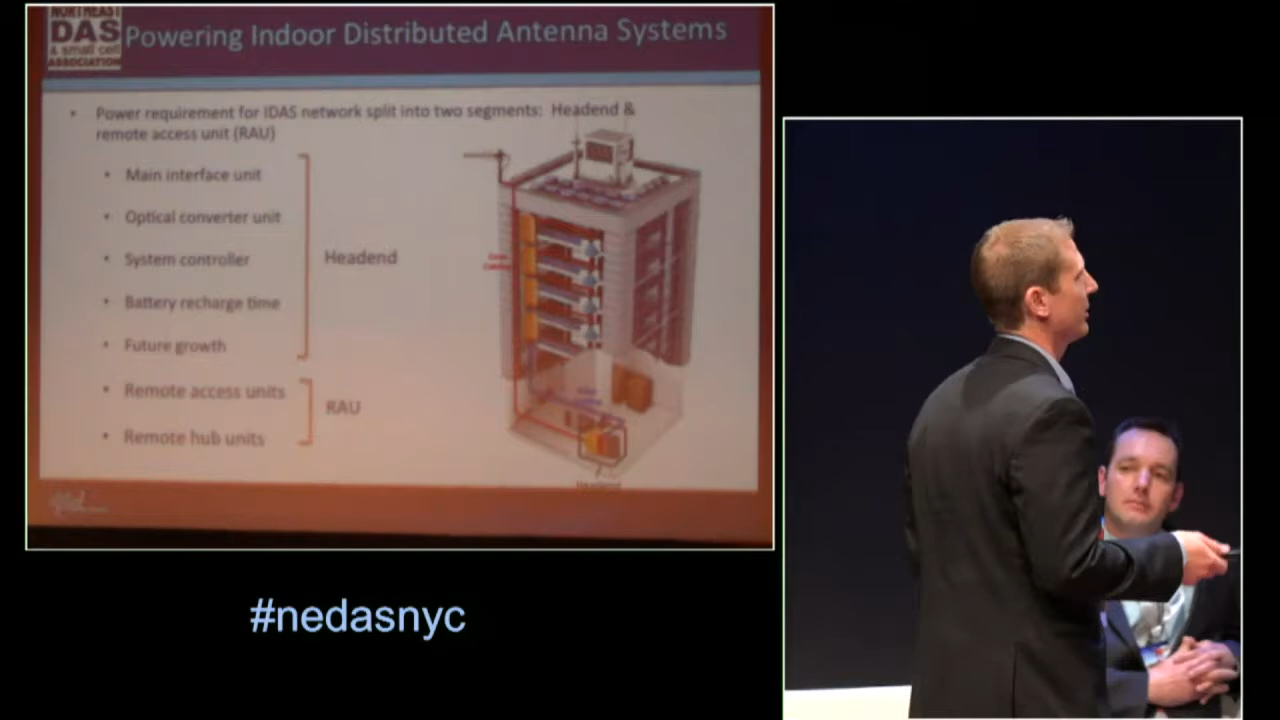 NORTHEAST
DAS
& small cell
ASSOCIATION
Powering Indoor Distributed Antenna Systems
• Power requirement for IDAS network split into two segments: Headend &
remote access unit (RAU)
• Main interface unit
• Optical converter unit
• System controller
• Battery recharge time
• Future growth
Headend
• Remote access units
• Remote hub units
RAU
Headend
#nedasnyc